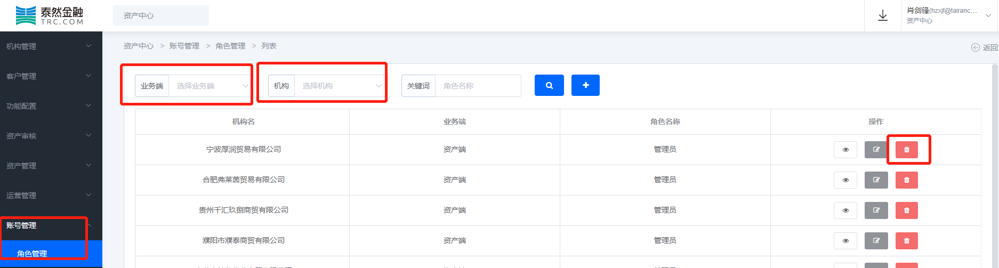 泰然金融
TRC.COM
资产中心
肖剑锋(hzxjf@tairanc...
资产中心
机构管理
客户管理
功能配置
资产审核
资产管理
运营管理
账号管理
角色管理
资产中心 > 账号管理 > 角色管理 > 列表
返回
业务端 选择业务端 机构 选择机构 关键词 角色名称
机构名 业务端 角色名称 操作
宁波厚润贸易有限公司 资产端 管理员
合肥弗莱茵贸易有限公司 资产端 管理员
贵州千汇玖捌商贸有限公司 资产端 管理员
濮阳市濮泰商贸有限公司 资产端 管理员